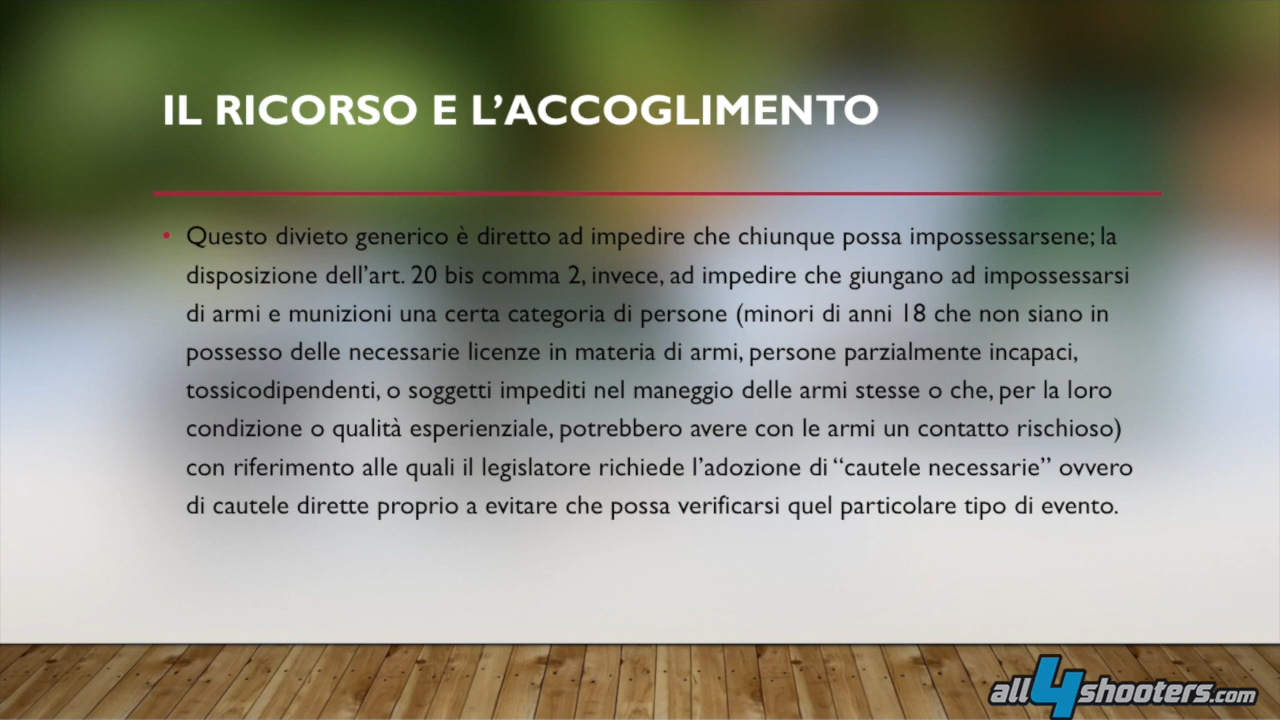 IL RICORSO E L’ACCOGLIMENTO
• Questo divieto generico è diretto ad impedire che chiunque possa impossessarsene; la
disposizione dell’art. 20 bis comma 2, invece, ad impedire che giungano ad impossessarsi
di armi e munizioni una certa categoria di persone (minori di anni 18 che non siano in
possesso delle necessarie licenze in materia di armi, persone parzialmente incapaci,
tossicodipendenti, o soggetti impediti nel maneggio delle armi stesse o che, per la loro
condizione o qualità esperienziale, potrebbero avere con le armi un contatto rischioso)
con riferimento alle quali il legislatore richiede l’adozione di “cautele necessarie” ovvero
di cautele dirette proprio a evitare che possa verificarsi quel particolare tipo di evento.
all4shooters.com